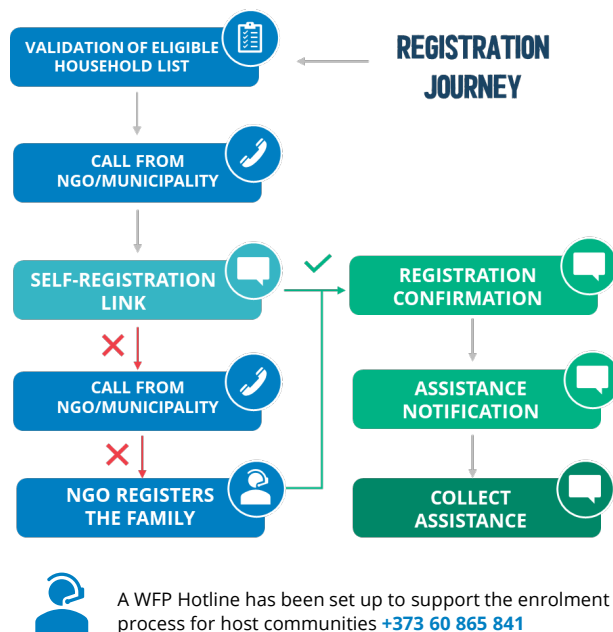 REGISTRATION
JOURNEY
VALIDATION OF ELIGIBLE
HOUSEHOLD LIST
CALL FROM
NGO/MUNICIPALITY
SELF-REGISTRATION
LINK
CALL FROM
NGO/MUNICIPALITY
NGO REGISTERS
THE FAMILY
REGISTRATION
CONFIRMATION
ASSISTANCE
NOTIFICATION
COLLECT
ASSISTANCE
A WFP Hotline has been set up to support the enrolment
process for host communities +373 60 865 841